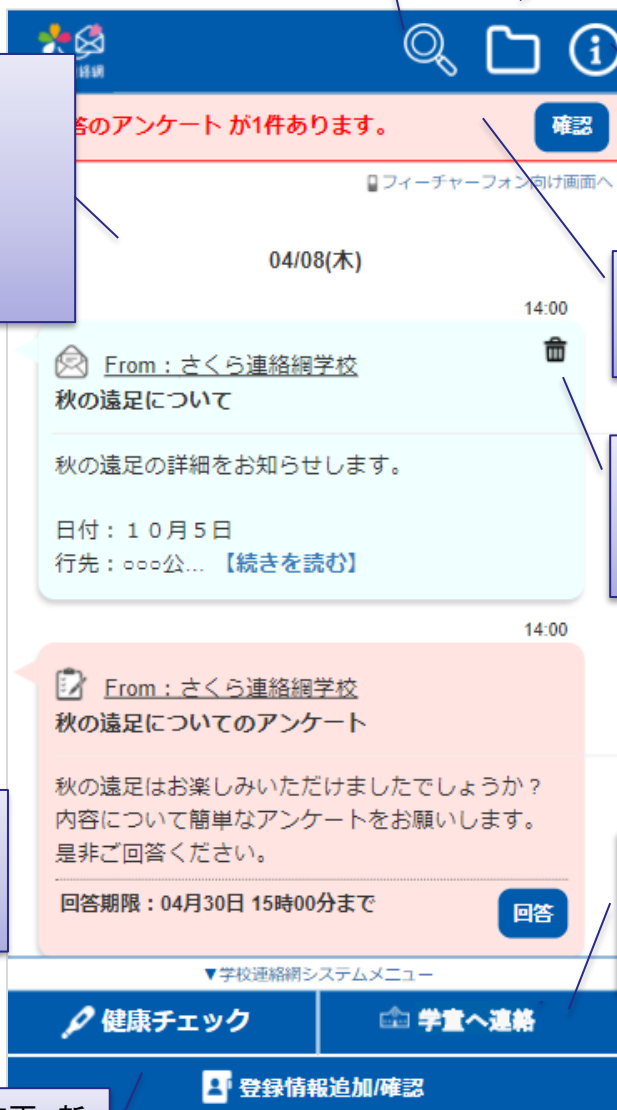 連絡網
答のアンケート が1件あります。
確認
フィーチャーフォン向け画面へ
04/08(木)
14:00
From：さくら連絡網学校
秋の遠足について
秋の遠足の詳細をお知らせします。
日付：１０月５日
行先：○○○公... 【続きを読む】
14:00
From：さくら連絡網学校
秋の遠足についてのアンケート
秋の遠足はお楽しみいただけましたでしょうか？
内容について簡単なアンケートをお願いします。
是非ご回答ください。
回答期限：04月30日 15時00分まで
回答
▼学校連絡網システムメニュー
健康チェック
学童へ連絡
登録情報追加/確認